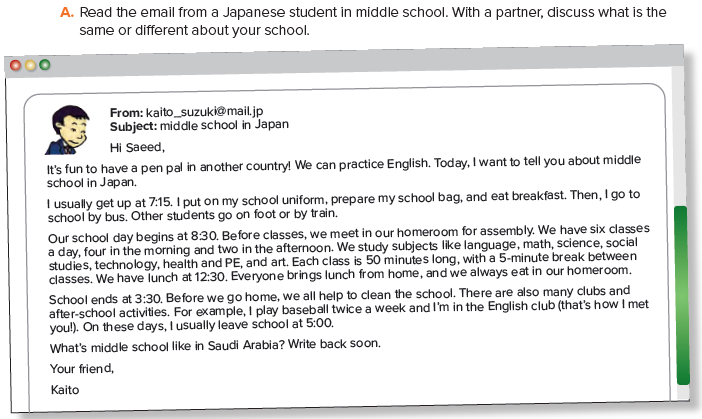 A. Read the email from a Japanese student in middle school. With a partner, discuss what is the
same or different about your school.
From: kaito_suzuki@mail.jp
Subject: middle school in Japan
Hi Saeed,
It's fun to have a pen pal in another country! We can practice English. Today, I want to tell you about middle
school in Japan.
I usually get up at 7:15. I put on my school uniform, prepare my school bag, and eat breakfast. Then, I go to
school by bus. Other students go on foot or by train.
Our school day begins at 8:30. Before classes, we meet in our homeroom for assembly. We have six classes
a day, four in the morning and two in the afternoon. We study subjects like language, math, science, social
studies, technology, health and PE, and art. Each class is 50 minutes long, with a 5-minute break between
classes. We have lunch at 12:30. Everyone brings lunch from home, and we always eat in our homeroom.
School ends at 3:30. Before we go home, we all help to clean the school. There are also many clubs and
after-school activities. For example, I play baseball twice a week and I'm in the English club (that's how I met
you!). On these days, I usually leave school at 5:00.
What's middle school like in Saudi Arabia? Write back soon.
Your friend,
Kaito